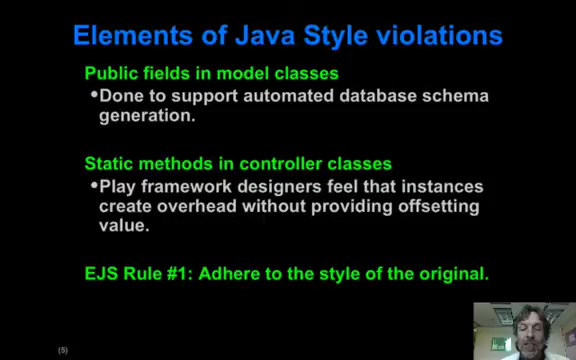 Elements of Java Style violations
Public fields in model classes
•Done to support automated database schema
generation.
Static methods in controller classes
•Play framework designers feel that instances
create overhead without providing offsetting
value.
EJS Rule #1: Adhere to the style of the original.
(5)